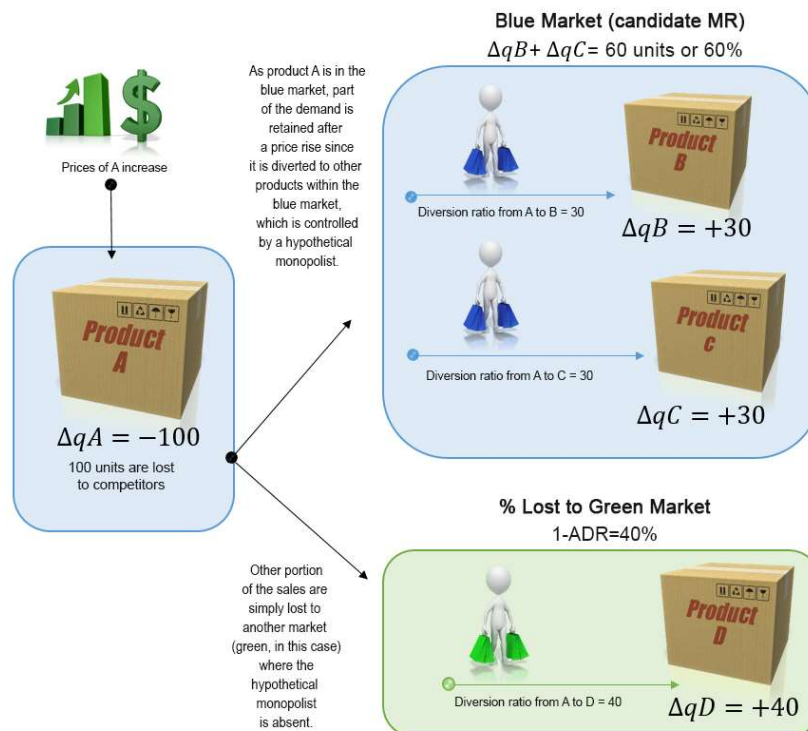 Blue Market (candidate MR)
ΔqB+ ΔqC= 60 units or 60%
Prices of A increase
As product A is in the
blue market, part
of the demand is
retained after
a price rise since
it is diverted to other
products within the
blue market,
which is controlled
by a hypothetical
monopolist.
Product
A
ΔqA = −100
100 units are lost
to competitors
Product
B
Diversion ratio from A to B = 30
ΔqB = +30
Product
c
Diversion ratio from A to C = 30
ΔqC = +30
% Lost to Green Market
1-ADR=40%
Other portion
of the sales are
simply lost to
another market
(green, in this case)
where the
hypothetical
monopolist
is absent.
Product
D
Diversion ratio from A to D = 40
ΔqD = +40